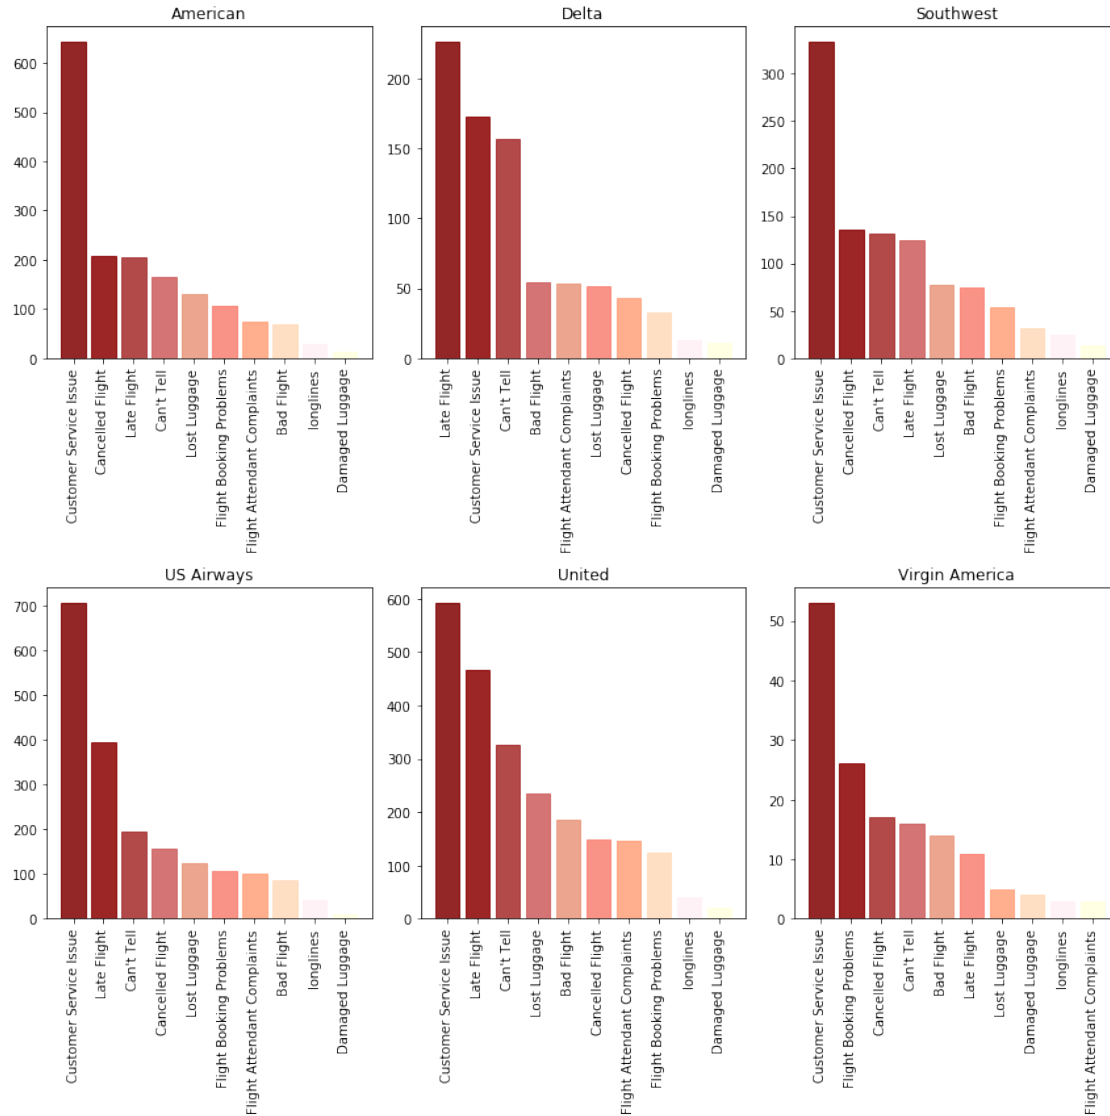 American
600
500
400
300
200
100
0
Customer Service Issue
Cancelled Flight
Late Flight
Can't Tell
Lost Luggage
Flight Booking Problems
Flight Attendant Complaints
Bad Flight
longlines
Damaged Luggage
Delta
200
150
100
50
0
Late Flight
Customer Service Issue
Can't Tell
Bad Flight
Flight Attendant Complaints
Lost Luggage
Cancelled Flight
Flight Booking Problems
longlines
Damaged Luggage
Southwest
300
250
200
150
100
50
0
Customer Service Issue
Cancelled Flight
Can't Tell
Late Flight
Lost Luggage
Bad Flight
Flight Booking Problems
Flight Attendant Complaints
longlines
Damaged Luggage
US Airways
700
600
500
400
300
200
100
0
Customer Service Issue
Late Flight
Can't Tell
Cancelled Flight
Lost Luggage
Flight Booking Problems
Flight Attendant Complaints
Bad Flight
longlines
Damaged Luggage
United
600
500
400
300
200
100
0
Customer Service Issue
Late Flight
Can't Tell
Lost Luggage
Bad Flight
Cancelled Flight
Flight Attendant Complaints
Flight Booking Problems
longlines
Damaged Luggage
Virgin America
50
40
30
20
10
0
Customer Service Issue
Flight Booking Problems
Cancelled Flight
Can't Tell
Bad Flight
Late Flight
Lost Luggage
Damaged Luggage
longlines
Flight Attendant Complaints